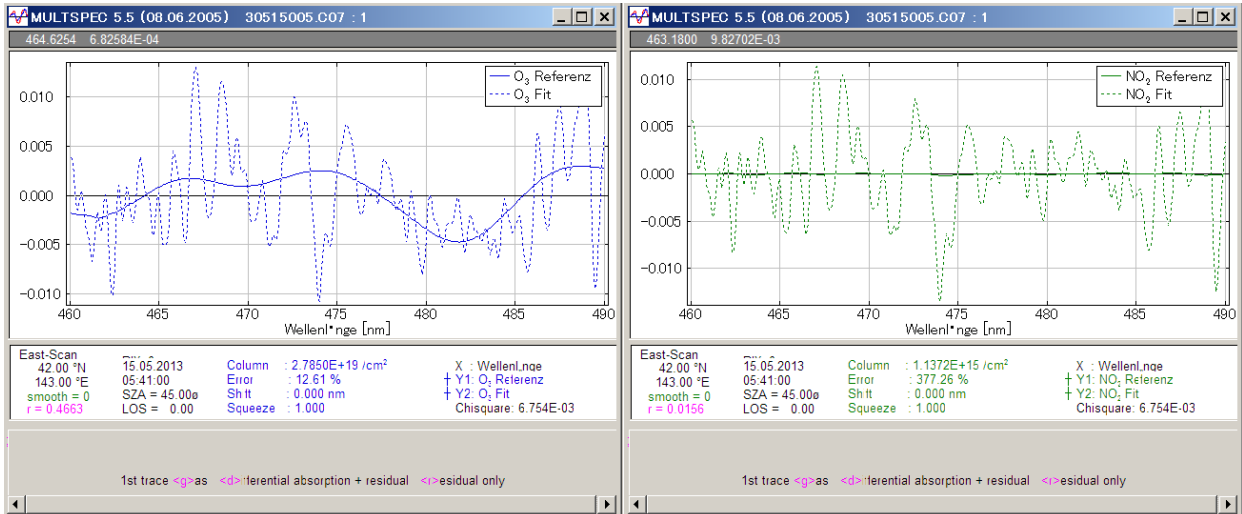 MULTSPEC 5.5 (08.06.2005) 30515005.C07 : 1
464.6254 6.82584E-04
O₃ Referenz
O₃ Fit
0.010
0.005
0.000
−0.005
−0.010
460 465 470 475 480 485 490
Wellenl*nge [nm]
East-Scan
42.00 °N 15.05.2013 Column : 2.7850E+19 /cm² X : Wellenl„nge
143.00 °E 05:41:00 Error : 12.61 % Y1: O₃ Referenz
smooth = 0 SZA = 45.00ø Shift : 0.000 nm Y2: O₃ Fit
r = 0.4663 LOS = 0.00 Squeeze : 1.000 Chisquare: 6.754E-03
1st trace <g>as <d>ifferential absorption + residual <r>esidual only
MULTSPEC 5.5 (08.06.2005) 30515005.C07 : 1
463.1800 9.82702E-03
NO₂ Referenz
NO₂ Fit
0.010
0.005
0.000
−0.005
−0.010
460 465 470 475 480 485 490
Wellenl*nge [nm]
East-Scan
42.00 °N 15.05.2013 Column : 1.1372E+15 /cm² X : Wellenl„nge
143.00 °E 05:41:00 Error : 377.26 % Y1: NO₂ Referenz
smooth = 0 SZA = 45.00ø Shift : 0.000 nm Y2: NO₂ Fit
r = 0.0156 LOS = 0.00 Squeeze : 1.000 Chisquare: 6.754E-03
1st trace <g>as <d>ifferential absorption + residual <r>esidual only